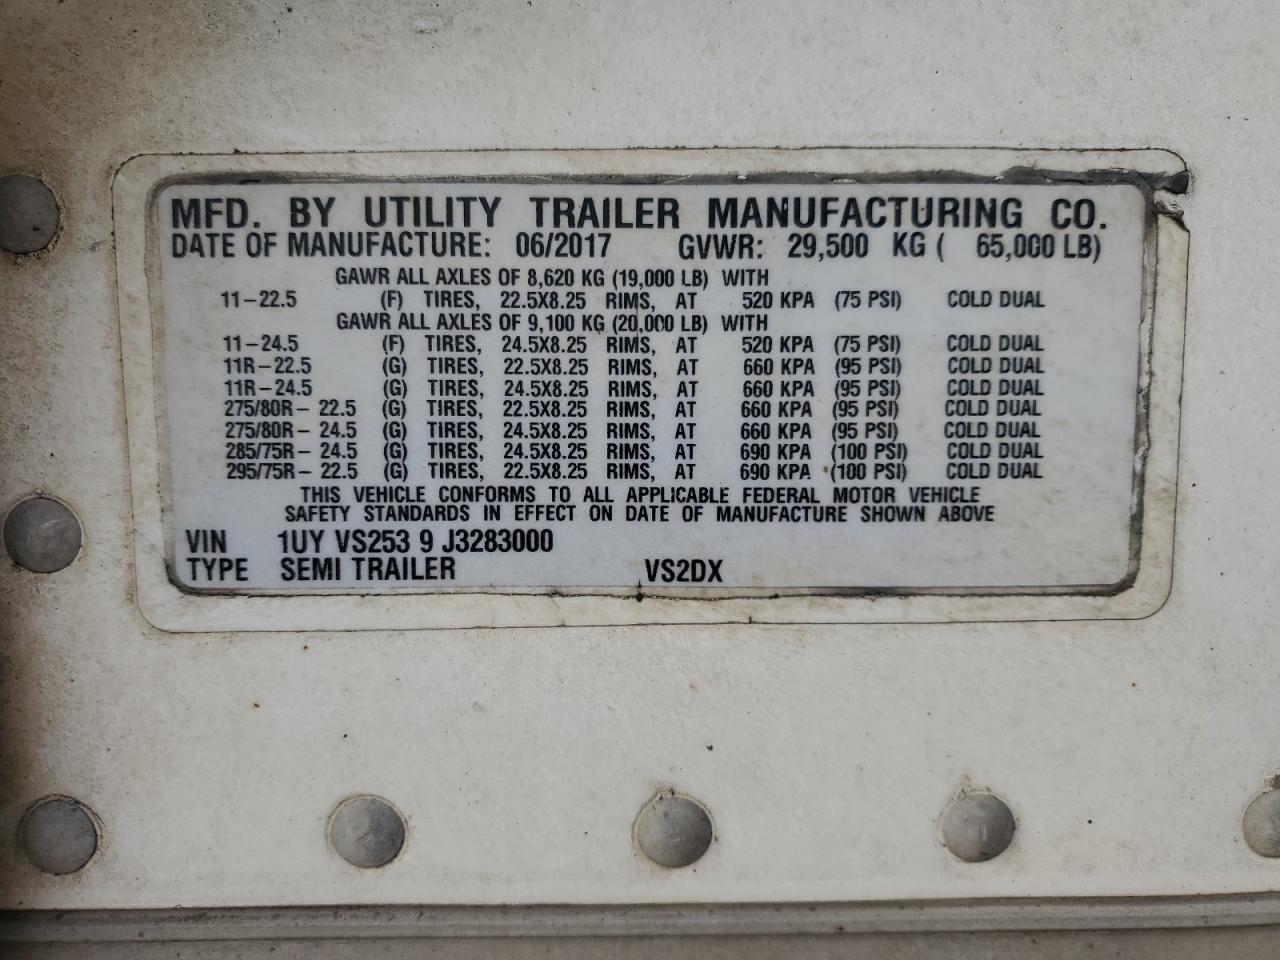 MFD. BY UTILITY TRAILER MANUFACTURING CO.
DATE OF MANUFACTURE: 06/2017 GVWR: 29,500 KG ( 65,000 LB)
GAWR ALL AXLES OF 8,620 KG (19,000 LB) WITH
11-22.5 (F) TIRES, 22.5X8.25 RIMS, AT 520 KPA (75 PSI) COLD DUAL
GAWR ALL AXLES OF 9,100 KG (20,000 LB) WITH
11-24.5 (F) TIRES, 24.5X8.25 RIMS, AT 520 KPA (75 PSI) COLD DUAL
11R-22.5 (G) TIRES, 22.5X8.25 RIMS, AT 660 KPA (95 PSI) COLD DUAL
11R-24.5 (G) TIRES, 24.5X8.25 RIMS, AT 660 KPA (95 PSI) COLD DUAL
275/80R- 22.5 (G) TIRES, 22.5X8.25 RIMS, AT 660 KPA (95 PSI) COLD DUAL
275/80R- 24.5 (G) TIRES, 24.5X8.25 RIMS, AT 660 KPA (95 PSI) COLD DUAL
285/75R- 24.5 (G) TIRES, 24.5X8.25 RIMS, AT 690 KPA (100 PSI) COLD DUAL
295/75R- 22.5 (G) TIRES, 22.5X8.25 RIMS, AT 690 KPA (100 PSI) COLD DUAL
THIS VEHICLE CONFORMS TO ALL APPLICABLE FEDERAL MOTOR VEHICLE
SAFETY STANDARDS IN EFFECT ON DATE OF MANUFACTURE SHOWN ABOVE
VIN 1UY VS253 9 J3283000
TYPE SEMI TRAILER VS2DX